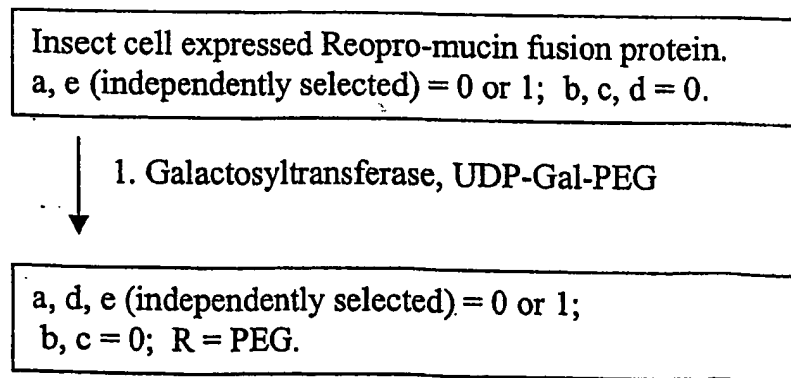 Insect cell expressed Reopro-mucin fusion protein.
a, e (independently selected) = 0 or 1; b, c, d = 0.
1. Galactosyltransferase, UDP-Gal-PEG
a, d, e (independently selected) = 0 or 1;
b, c = 0; R = PEG.